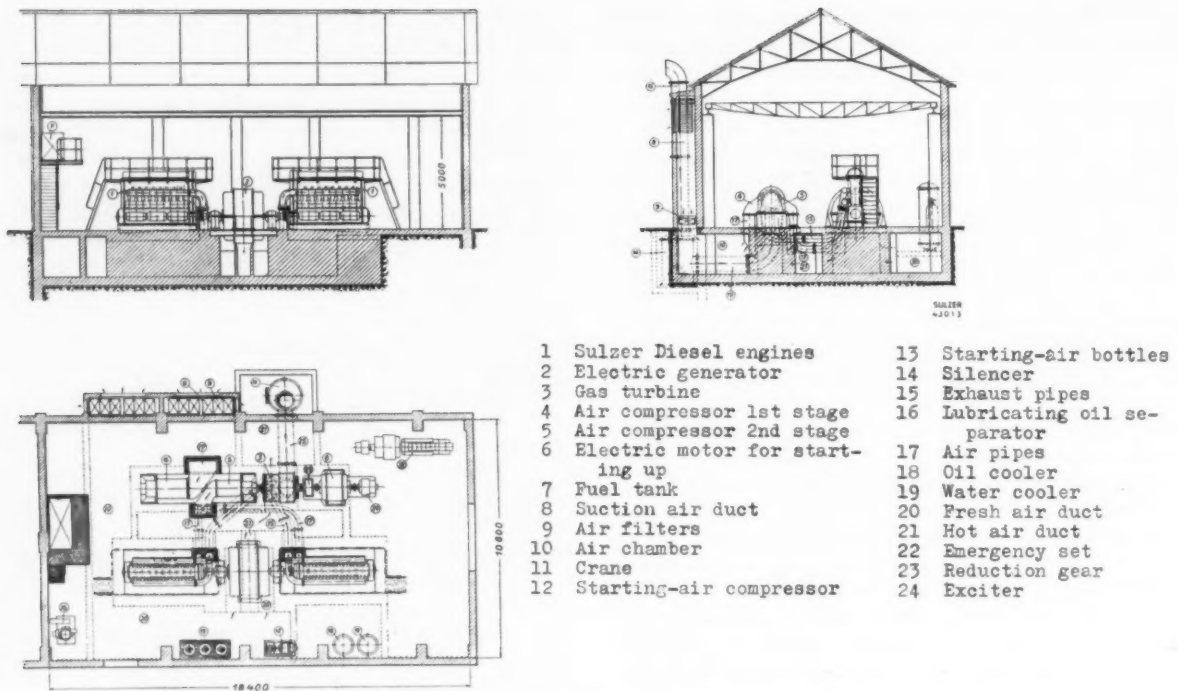 5000
SULZER
43013
1 Sulzer Diesel engines
2 Electric generator
3 Gas turbine
4 Air compressor 1st stage
5 Air compressor 2nd stage
6 Electric motor for start-
ing up
7 Fuel tank
8 Suction air duct
9 Air filters
10 Air chamber
11 Crane
12 Starting-air compressor
13 Starting-air bottles
14 Silencer
15 Exhaust pipes
16 Lubricating oil se-
parator
17 Air pipes
18 Oil cooler
19 Water cooler
20 Fresh air duct
21 Hot air duct
22 Emergency set
23 Reduction gear
24 Exciter
10800
18400